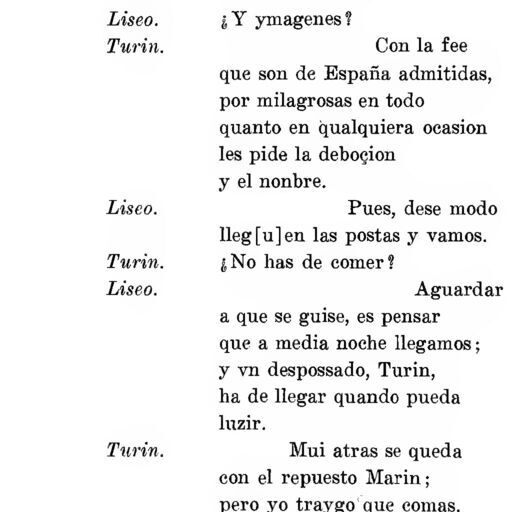 Liseo. ¿Y ymagenes?
Turin. Con la fee
que son de España admitidas,
por milagrosas en todo
quanto en qualquiera ocasion
les pide la deboçion
y el nonbre.
Liseo. Pues, dese modo
lleg[u]en las postas y vamos.
Turin. ¿No has de comer?
Liseo. Aguardar
a que se guise, es pensar
que a media noche llegamos;
y vn despossado, Turin,
ha de llegar quando pueda
luzir.
Turin. Mui atras se queda
con el repuesto Marin;
pero yo traygo que comas.